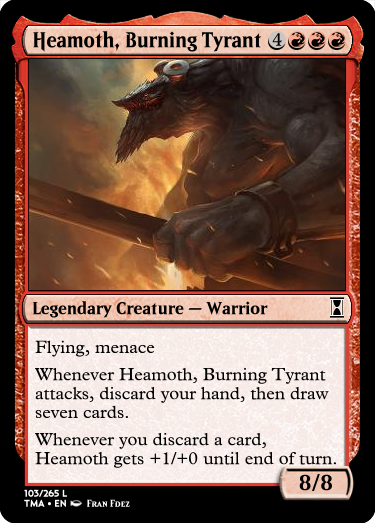 Heamoth, Burning Tyrant 4
Legendary Creature — Warrior
Flying, menace
Whenever Heamoth, Burning Tyrant
attacks, discard your hand, then draw
seven cards.
Whenever you discard a card,
Heamoth gets +1/+0 until end of turn.
8/8
103/265 L
TMA • EN Fran Fdez